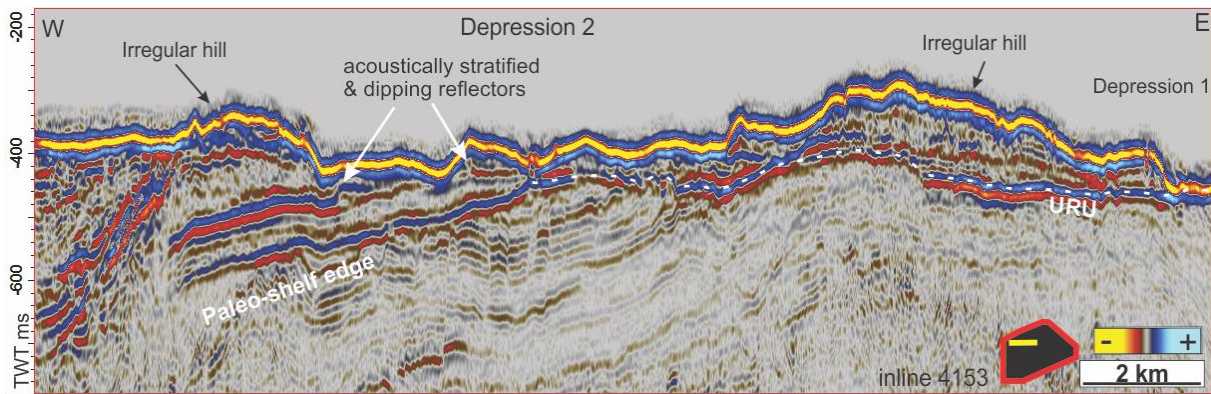 -200
W
Depression 2
E
Irregular hill
Irregular hill
acoustically stratified
& dipping reflectors
Depression 1
-400
URU
Paleo-shelf edge
-600
TWT ms
inline 4153
- +
2 km